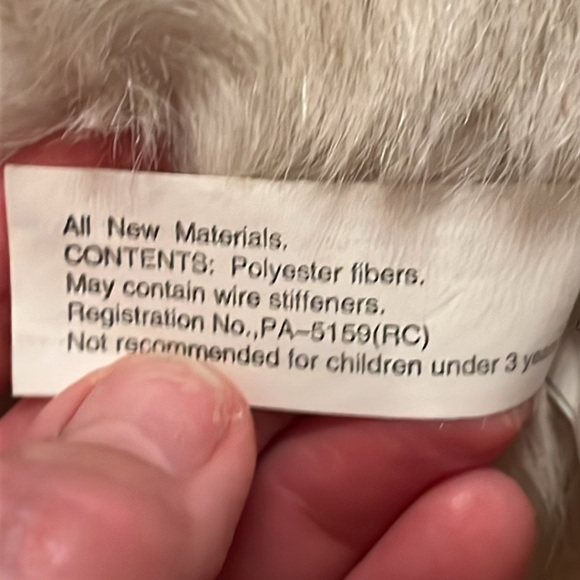 All New Materials.
CONTENTS: Polyester fibers.
May contain wire stiffeners.
Registration No.,PA-5159(RC)
Not recommended for children under 3